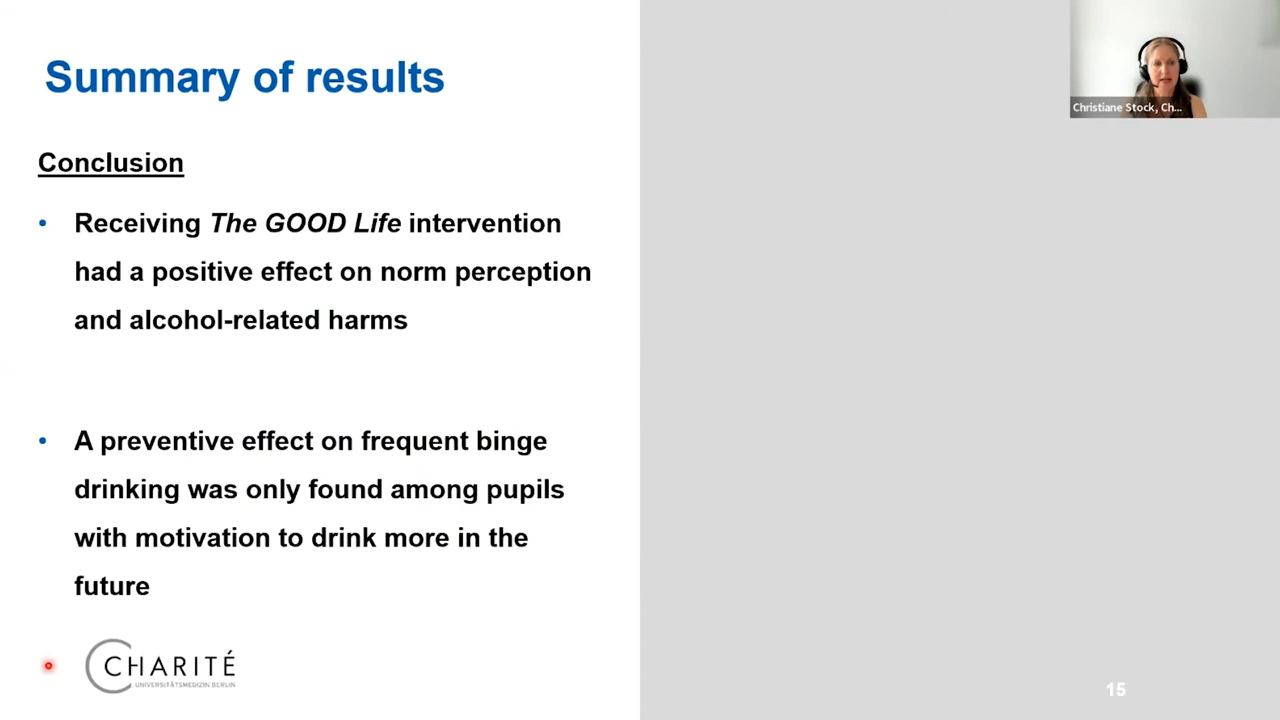 Summary of results
Christiane Stock, Ch...
Conclusion
• Receiving The GOOD Life intervention
had a positive effect on norm perception
and alcohol-related harms
• A preventive effect on frequent binge
drinking was only found among pupils
with motivation to drink more in the
future
CHARITÉ
UNIVERSITÄTSMEDIZIN BERLIN
15